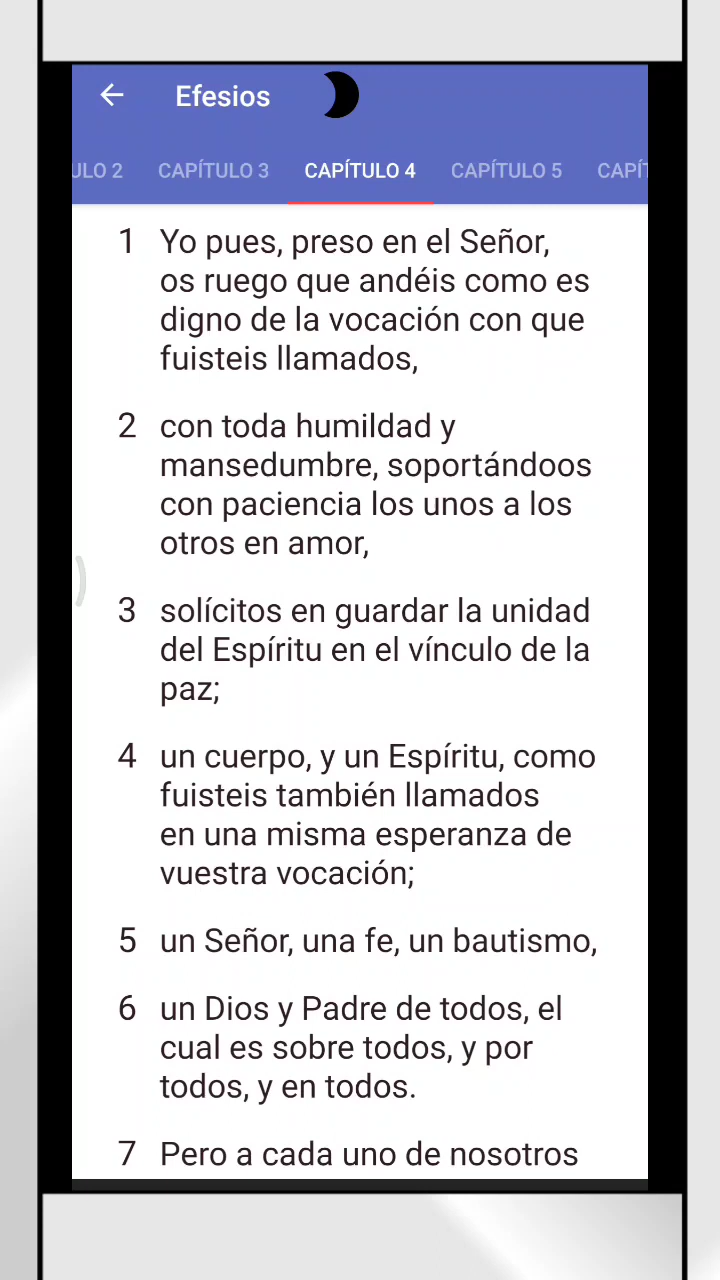 Efesios
ULO 2 CAPÍTULO 3 CAPÍTULO 4 CAPÍTULO 5 CAPÍT
1 Yo pues, preso en el Señor,
os ruego que andéis como es
digno de la vocación con que
fuisteis llamados,
2 con toda humildad y
mansedumbre, soportándoos
con paciencia los unos a los
otros en amor,
3 solícitos en guardar la unidad
del Espíritu en el vínculo de la
paz;
4 un cuerpo, y un Espíritu, como
fuisteis también llamados
en una misma esperanza de
vuestra vocación;
5 un Señor, una fe, un bautismo,
6 un Dios y Padre de todos, el
cual es sobre todos, y por
todos, y en todos.
7 Pero a cada uno de nosotros